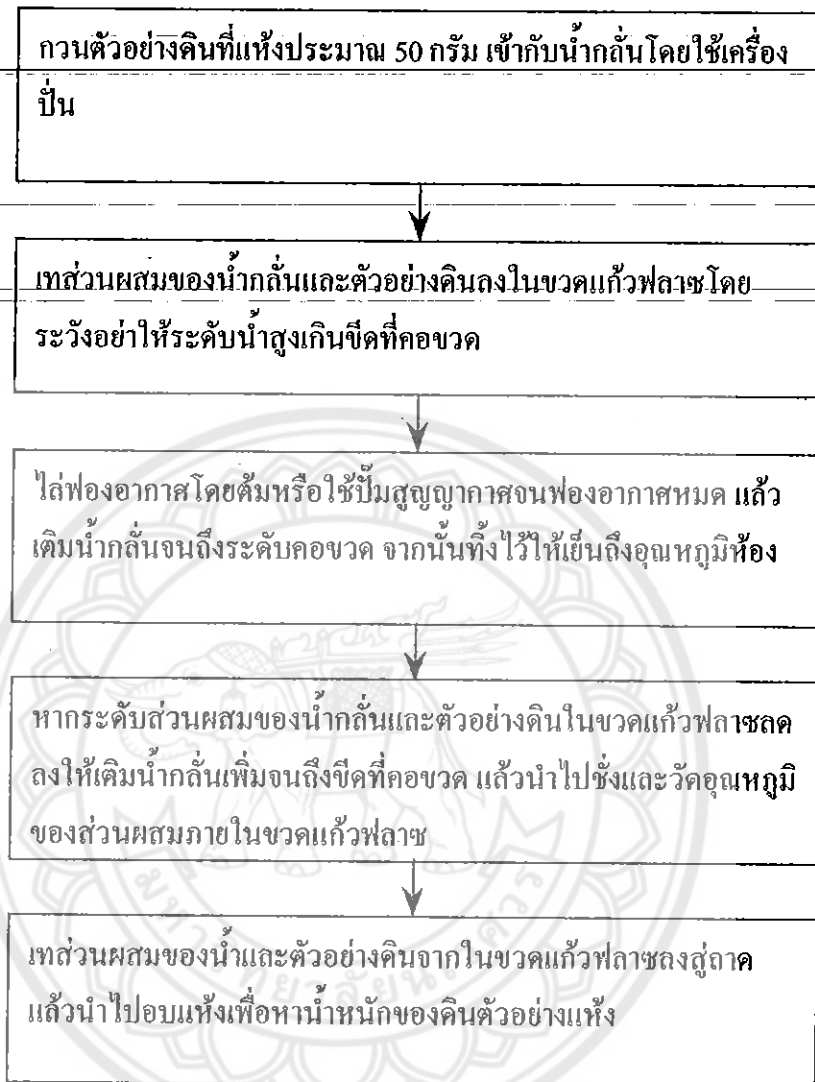 กวนตัวอย่างดินที่แห้งประมาณ 50 กรัม เข้ากับน้ำกลั่นโดยใช้เครื่อง
ปั่น
เทส่วนผสมของน้ำกลั่นและตัวอย่างดินลงในขวดแก้วฟลาซโดย
ระวังอย่าให้ระดับน้ำสูงเกินขีดที่คอขวด
ไล่ฟองอากาศโดยต้มหรือใช้ปั๊มสูญญากาศจนฟองอากาศหมด แล้ว
เติมน้ำกลั่นจนถึงระดับคอขวด จากนั้นทิ้งไว้ให้เย็นถึงอุณหภูมิห้อง
หากระดับส่วนผสมของน้ำกลั่นและตัวอย่างดินในขวดแก้วฟลาซลด
ลงให้เติมน้ำกลั่นเพิ่มจนถึงขีดที่คอขวด แล้วนำไปชั่งและวัดอุณหภูมิ
ของส่วนผสมภายในขวดแก้วฟลาซ
เทส่วนผสมของน้ำและตัวอย่างดินจากในขวดแก้วฟลาซลงสู่ถาด
แล้วนำไปอบแห้งเพื่อหาน้ำหนักของดินตัวอย่างแห้ง